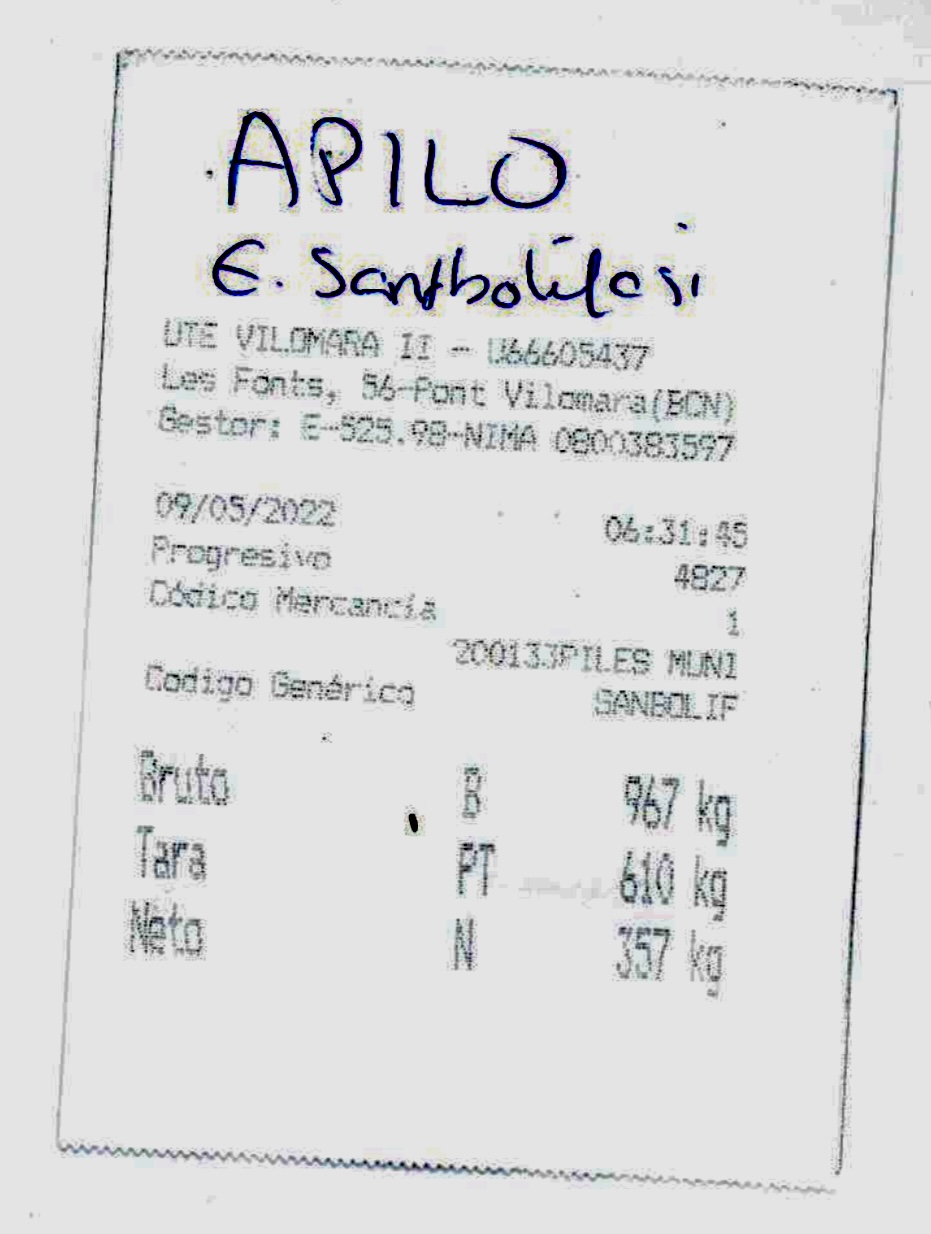 APILO
E. Santbolifasi
UTE VILOMARA II - U66605437
Les Fonts, 56-Pont Vilomara(BCN)
Gestor: E-525.98-NIMA 0800383597
09/05/2022 06:31:45
Progresivo 4827
Código Mercancía 1
200133PILES MUNI
Codigo Genérico SANBOLIF
Bruto B 967 kg
Tara PT 610 kg
Neto N 357 kg